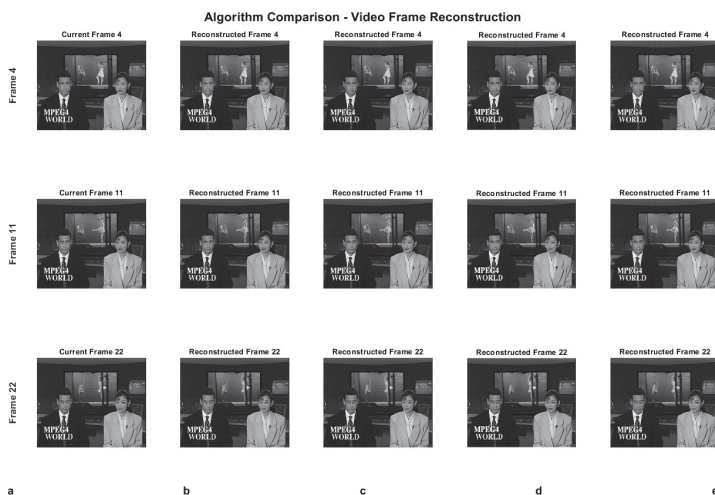 Algorithm Comparison - Video Frame Reconstruction
Current Frame 4 Reconstructed Frame 4 Reconstructed Frame 4 Reconstructed Frame 4 Reconstructed Frame 4
Frame 4
MPEG4 MPEG4 MPEG4 MPEG4 MPEG4
WORLD WORLD WORLD WORLD WORLD
Current Frame 11 Reconstructed Frame 11 Reconstructed Frame 11 Reconstructed Frame 11 Reconstructed Frame 11
Frame 11
MPEG4 MPEG4 MPEG4 MPEG4 MPEG4
WORLD WORLD WORLD WORLD WORLD
Current Frame 22 Reconstructed Frame 22 Reconstructed Frame 22 Reconstructed Frame 22 Reconstructed Frame 22
Frame 22
MPEG4 MPEG4 MPEG4 MPEG4 MPEG4
WORLD WORLD WORLD WORLD WORLD
a b c d e